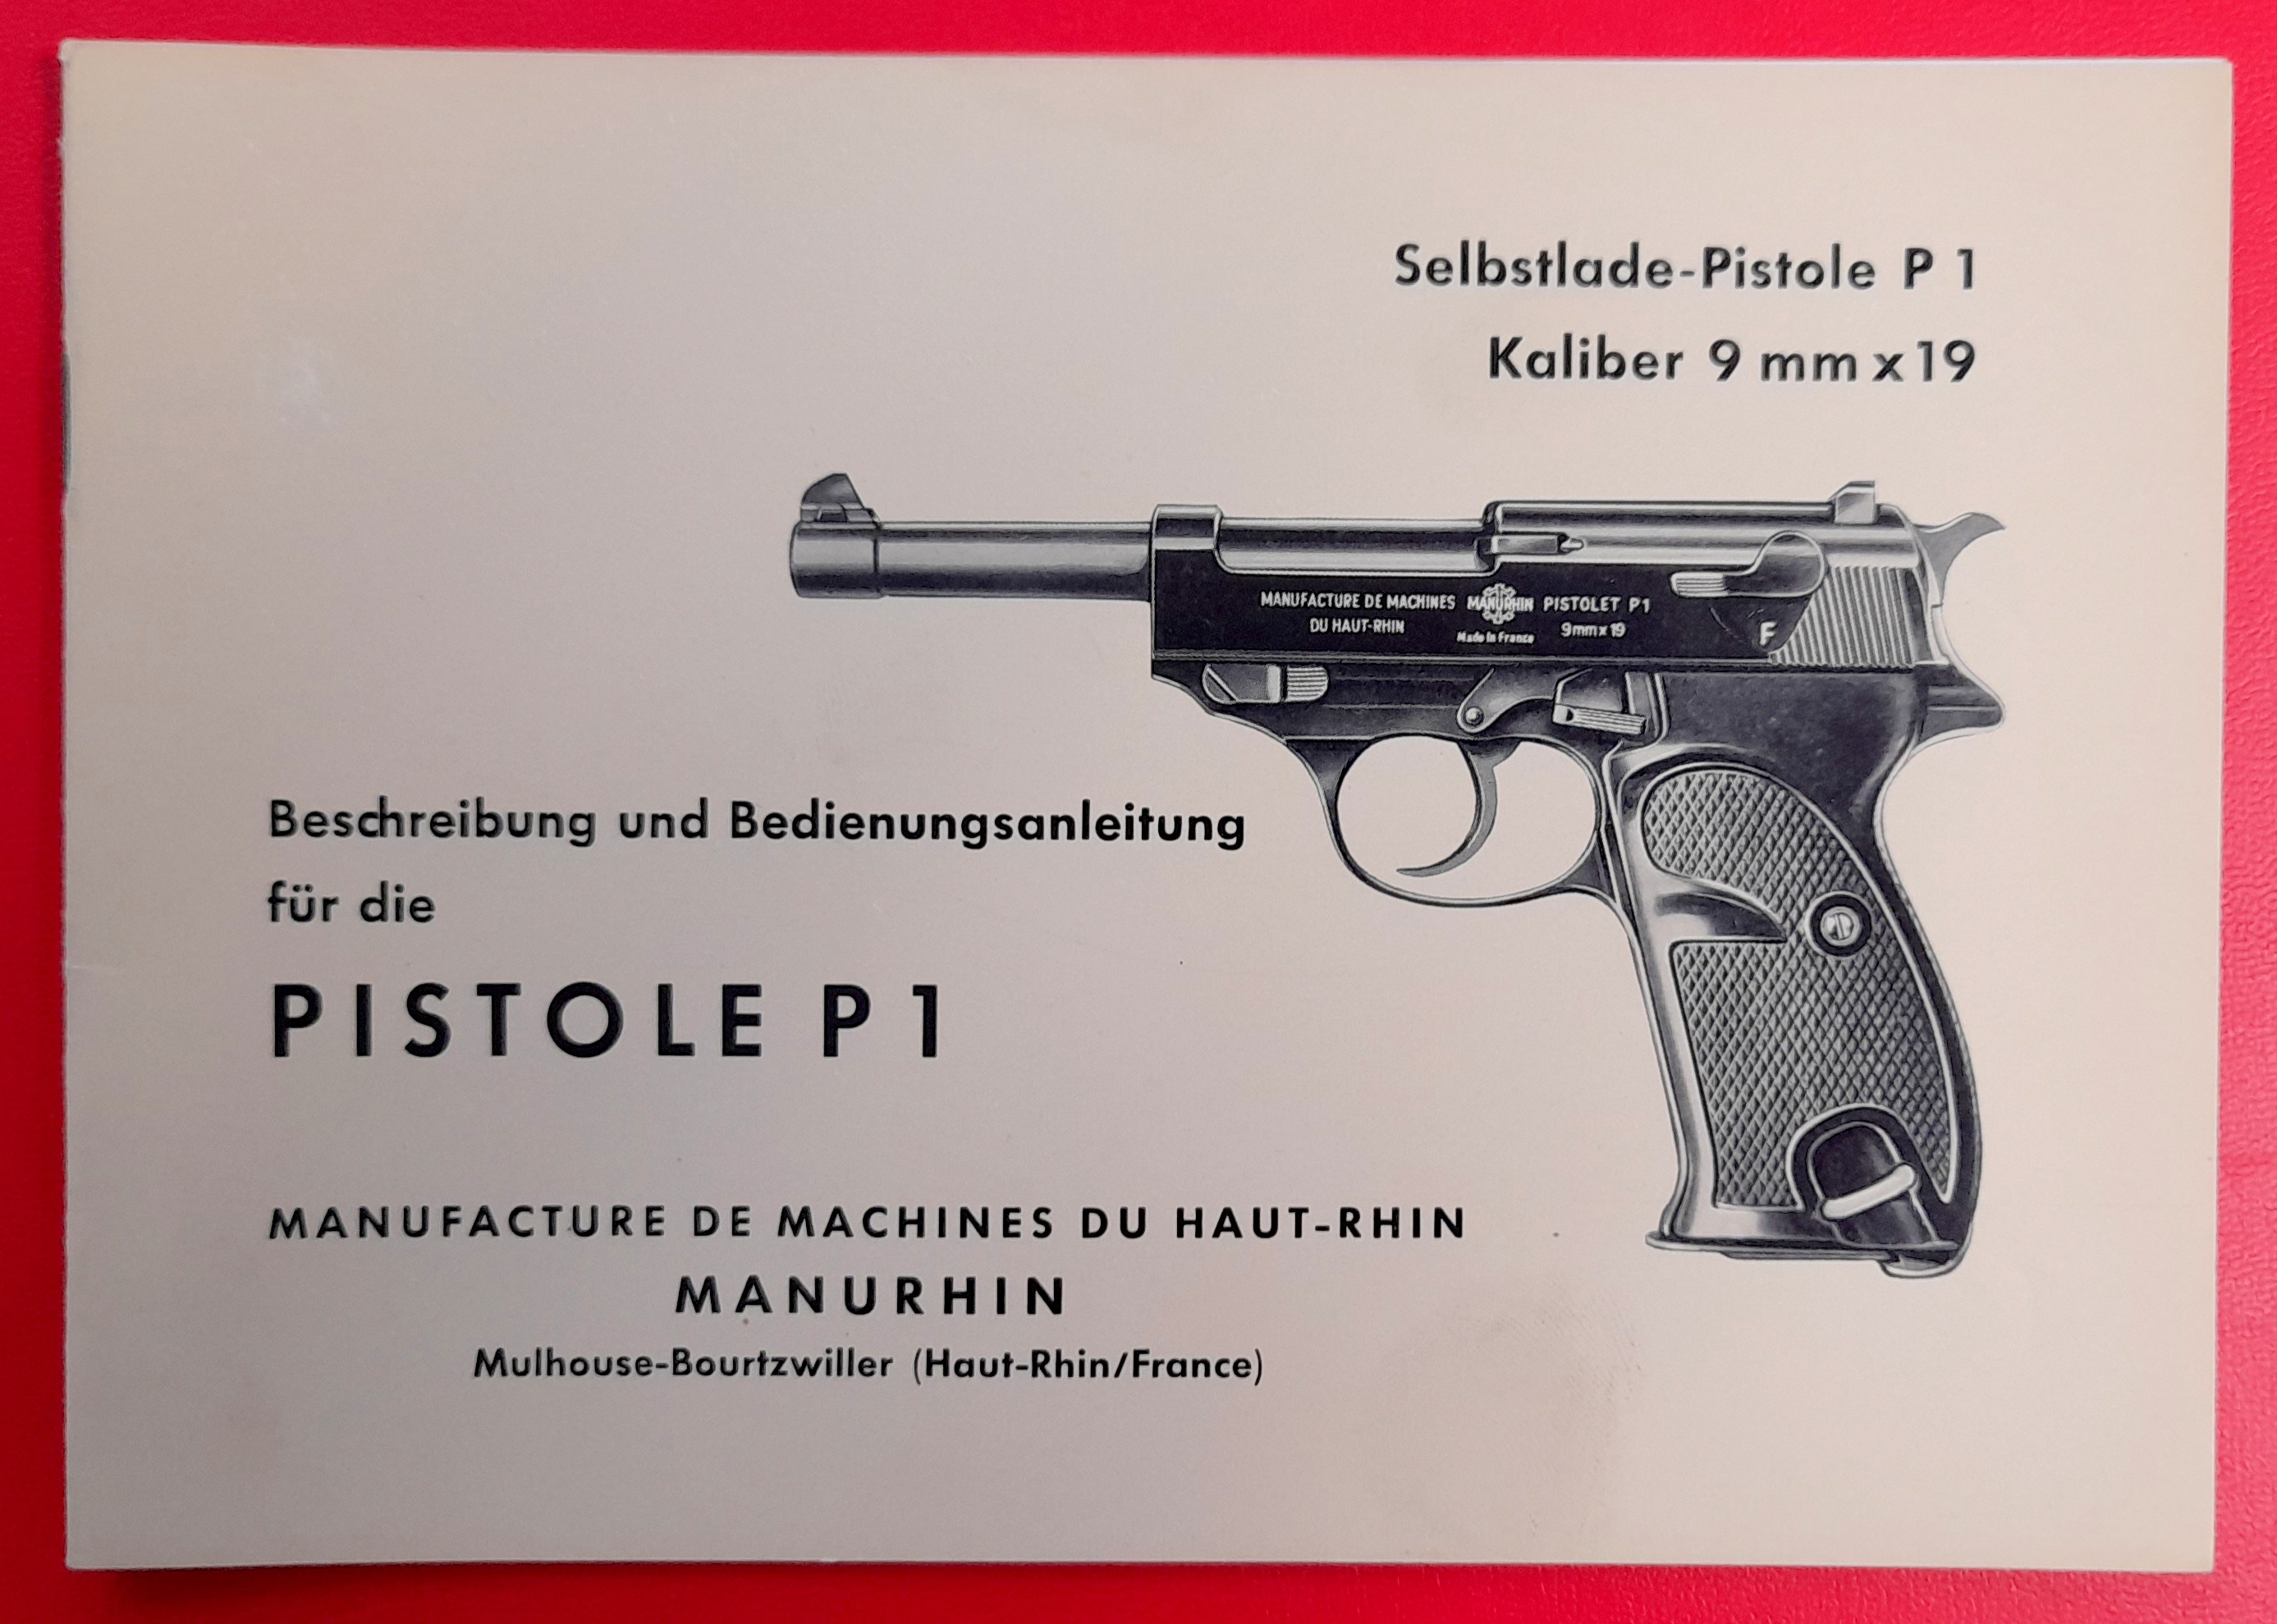 Selbstlade-Pistole P 1
Kaliber 9 mm x 19
MANUFACTURE DE MACHINES
DU HAUT-RHIN
MANURHIN
Made in France
PISTOLET P1
9mm x 19
F
Beschreibung und Bedienungsanleitung
für die
PISTOLE P 1
MANUFACTURE DE MACHINES DU HAUT-RHIN
MANURHIN
Mulhouse-Bourtzwiller (Haut-Rhin/France)